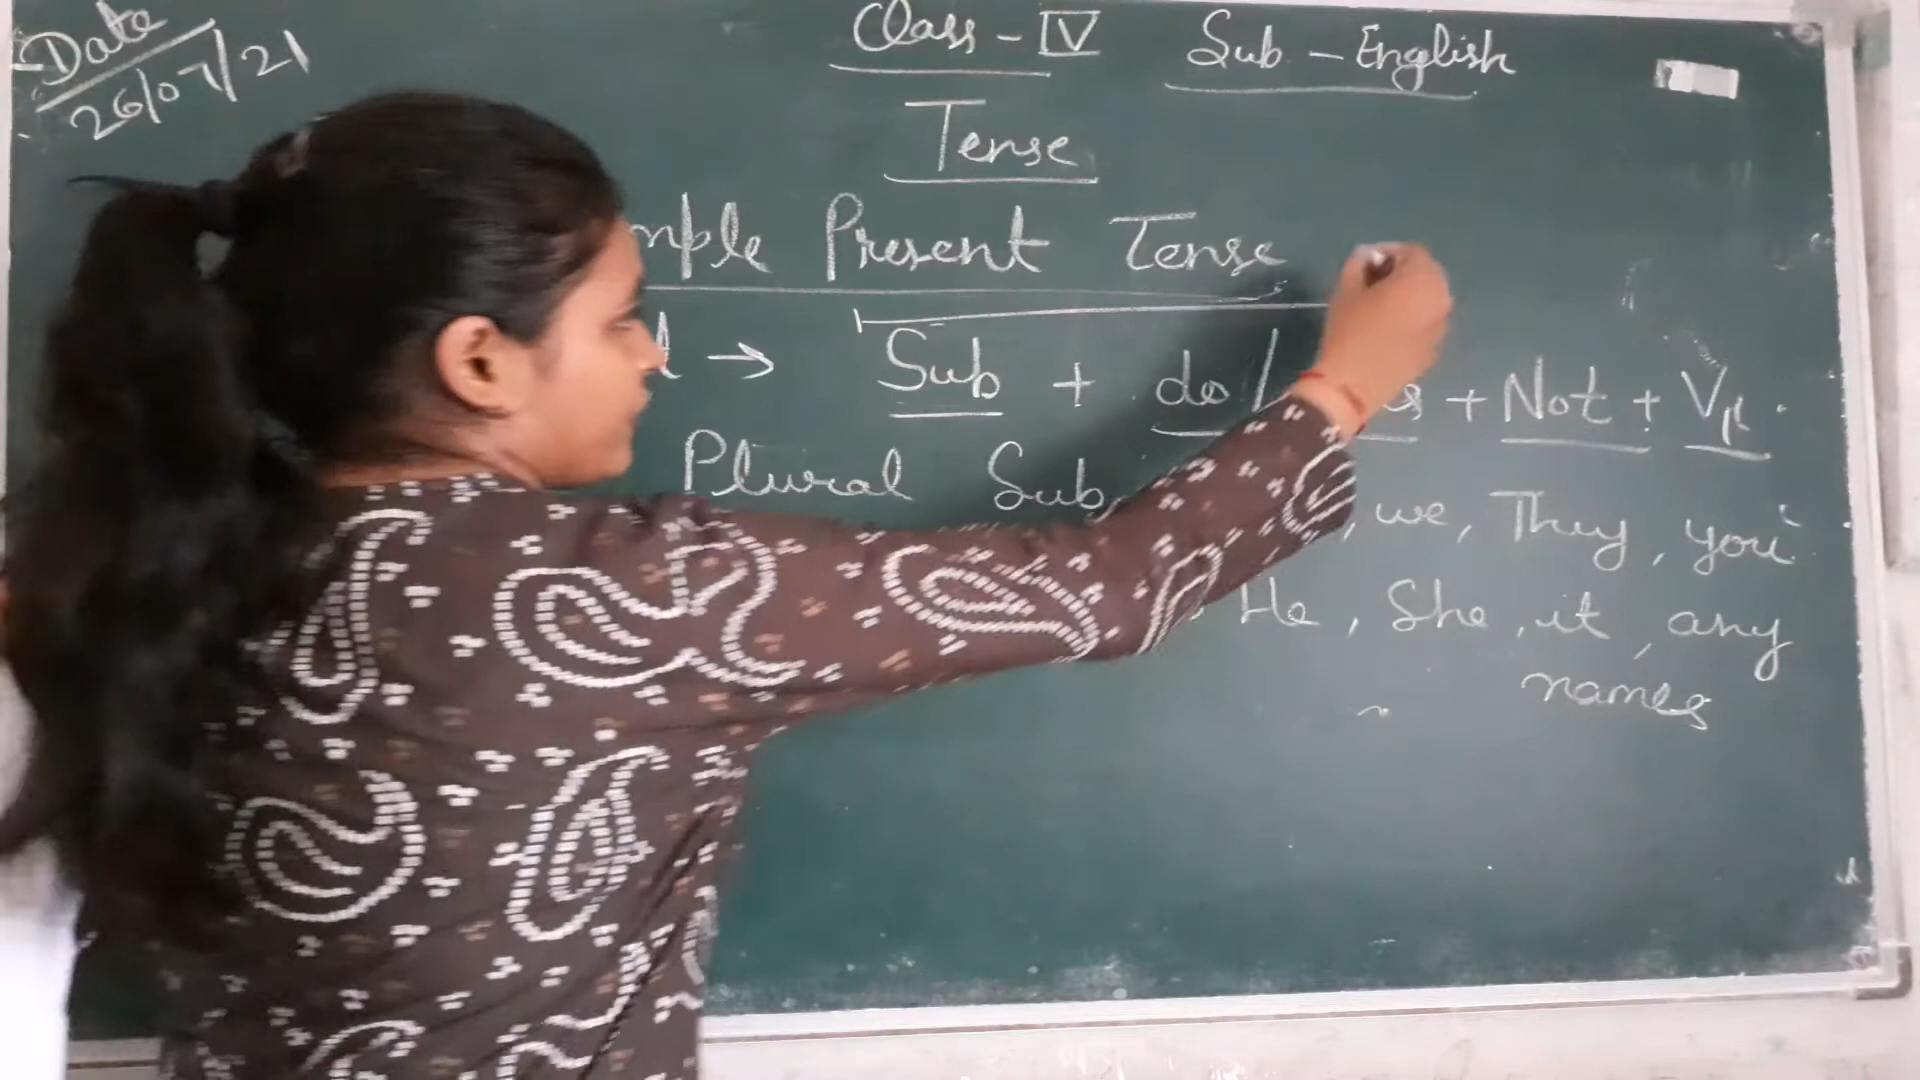 Date
26/07/21
Class - IV Sub - English
Tense
mple Present Tense
→ Sub + do / s + Not + V
Plural Sub , we, They, you
He, She, it, any
names